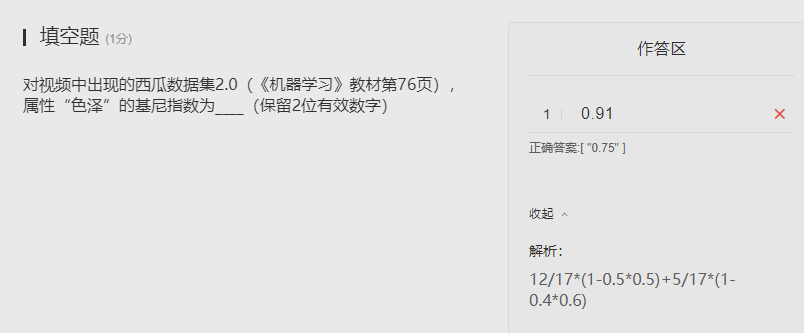 填空题 (1分)
对视频中出现的西瓜数据集2.0（《机器学习》教材第76页），
属性“色泽”的基尼指数为____（保留2位有效数字）
作答区
1 0.91
正确答案:[ "0.75" ]
收起
解析：
12/17*(1-0.5*0.5)+5/17*(1-
0.4*0.6)